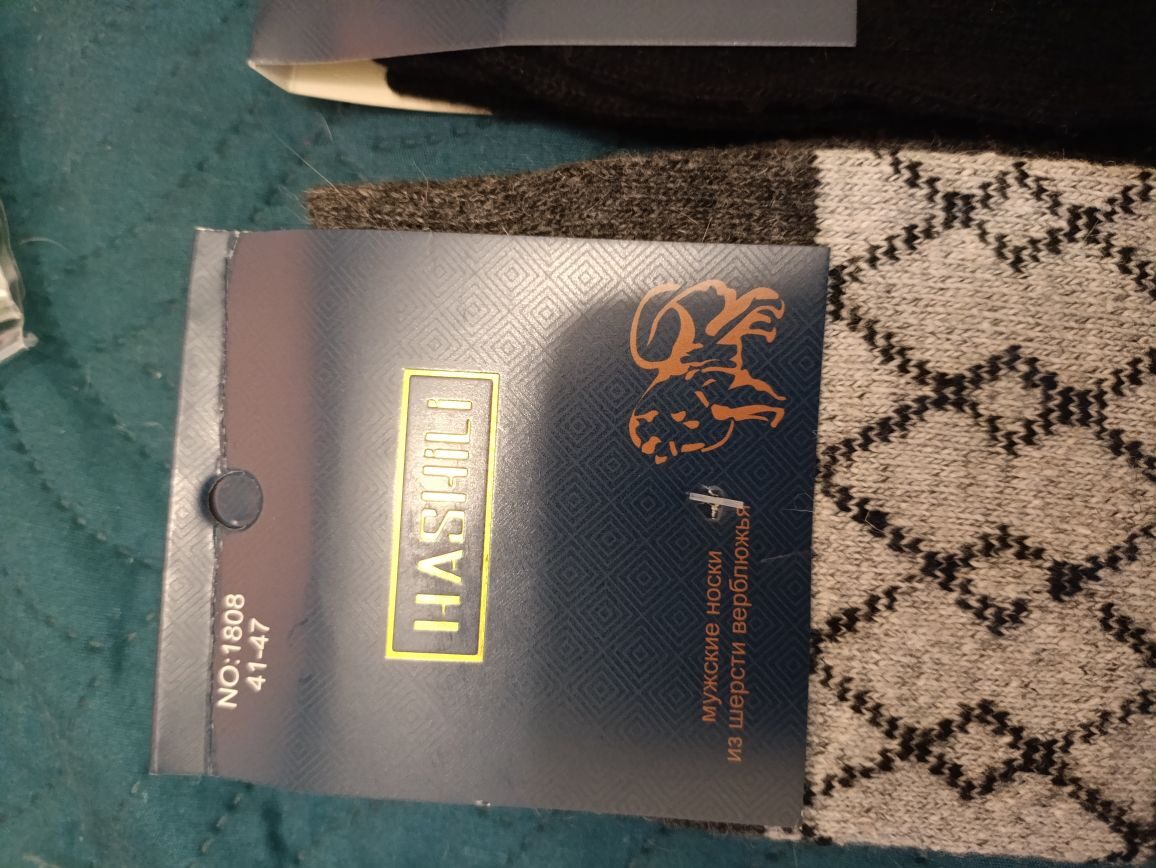 NO:1808
41-47
HASHILI
мужские носки
из шерсти верблюжья